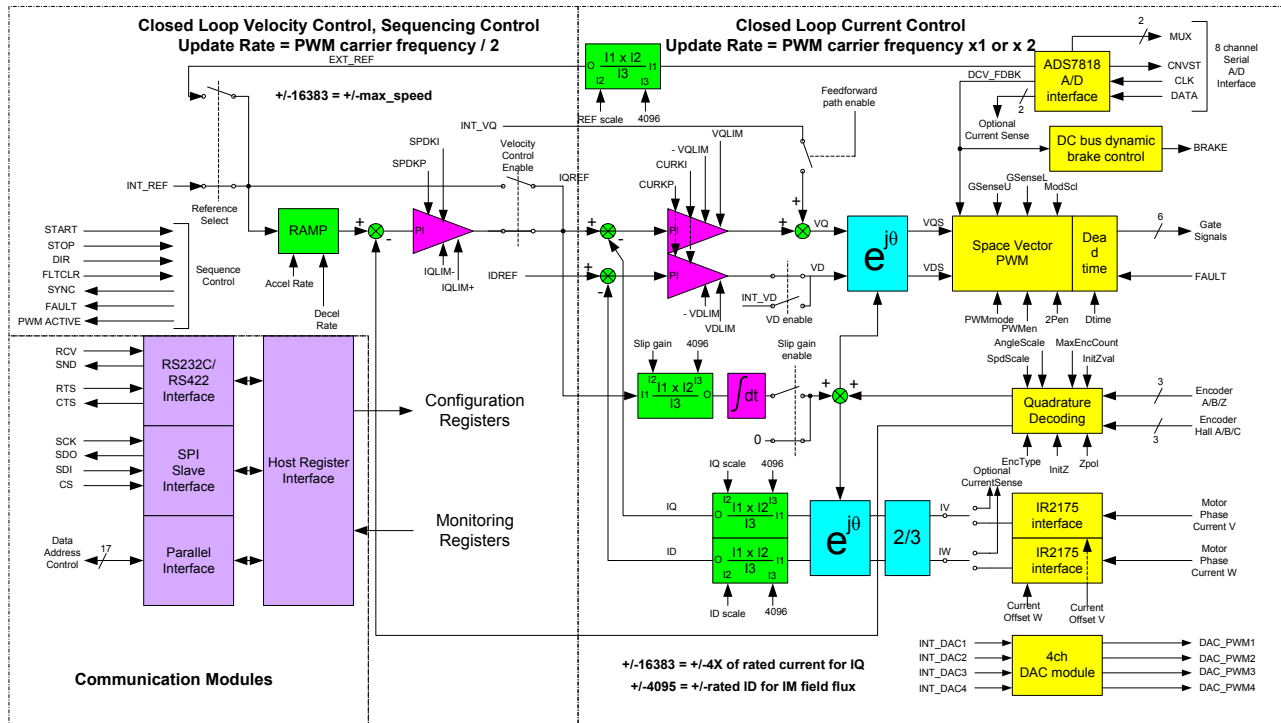 Closed Loop Velocity Control, Sequencing Control
Update Rate = PWM carrier frequency / 2
Closed Loop Current Control
Update Rate = PWM carrier frequency x1 or x 2
EXT_REF
+/-16383 = +/-max_speed
O
I1 x I2
I3
I1
I2
I3
REF scale
4096
DCV_FDBK
2
ADS7818
A/D
interface
MUX
CNVST
CLK
DATA
8 channel
Serial
A/D
Interface
2
Optional
Current Sense
Feedforward
path enable
DC bus dynamic
brake control
BRAKE
INT_VQ
VQLIM
- VQLIM
CURKI
CURKP
SPDKI
SPDKP
Velocity
Control
Enable
INT_REF
Reference
Select
IQREF
GSenseU
GSenseL
ModScl
START
STOP
DIR
FLTCLR
SYNC
FAULT
PWM ACTIVE
Sequence
Control
RAMP
Accel Rate
Decel
Rate
+
-
PI
IQLIM-
IQLIM+
IDREF
+
-
+
-
PI
PI
+
+
VQ
VD
- VDLIM
VDLIM
INT_VD
VD enable
e
jθ
VQS
VDS
Space Vector
PWM
Dea
d
time
6
Gate
Signals
FAULT
PWMmode
PWMen
2Pen
Dtime
AngleScale
MaxEncCount
SpdScale
InitZval
Slip gain
4096
I2
I3
I1
I1 x I2
I3
O
∫dt
Slip gain
enable
0
+
+
Quadrature
Decoding
3
Encoder
A/B/Z
3
Encoder
Hall A/B/C
EncType
InitZ
Zpol
RCV
SND
RTS
CTS
RS232C/
RS422
Interface
SCK
SDO
SDI
CS
SPI
Slave
Interface
Data
Address
Control
17
Parallel
Interface
Host Register
Interface
Configuration
Registers
Monitoring
Registers
IQ scale
4096
IQ
I2
I3
O
I1 x I2
I3
I1
ID
O
I1 x I2
I3
I1
I2
I3
ID scale
4096
e
jθ
2/3
IV
IW
Optional
CurrentSense
IR2175
interface
IR2175
interface
Motor
Phase
Current V
Motor
Phase
Current W
Current
Offset W
Current
Offset V
Communication Modules
+/-16383 = +/-4X of rated current for IQ
+/-4095 = +/-rated ID for IM field flux
INT_DAC1
INT_DAC2
INT_DAC3
INT_DAC4
4ch
DAC module
DAC_PWM1
DAC_PWM2
DAC_PWM3
DAC_PWM4